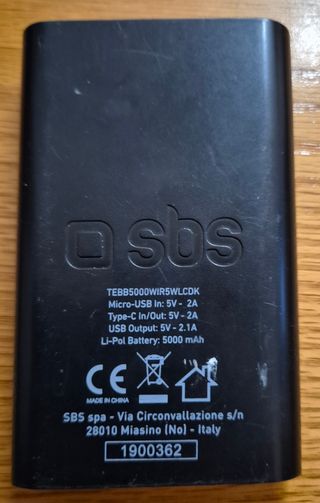 sbs
TEBB5000WIR5WLCDK
Micro-USB In: 5V - 2A
Type-C In/Out: 5V - 2A
USB Output: 5V - 2.1A
Li-Pol Battery: 5000 mAh
CE
MADE IN CHINA
SBS spa - Via Circonvallazione s/n
28010 Miasino (No) - Italy
1900362